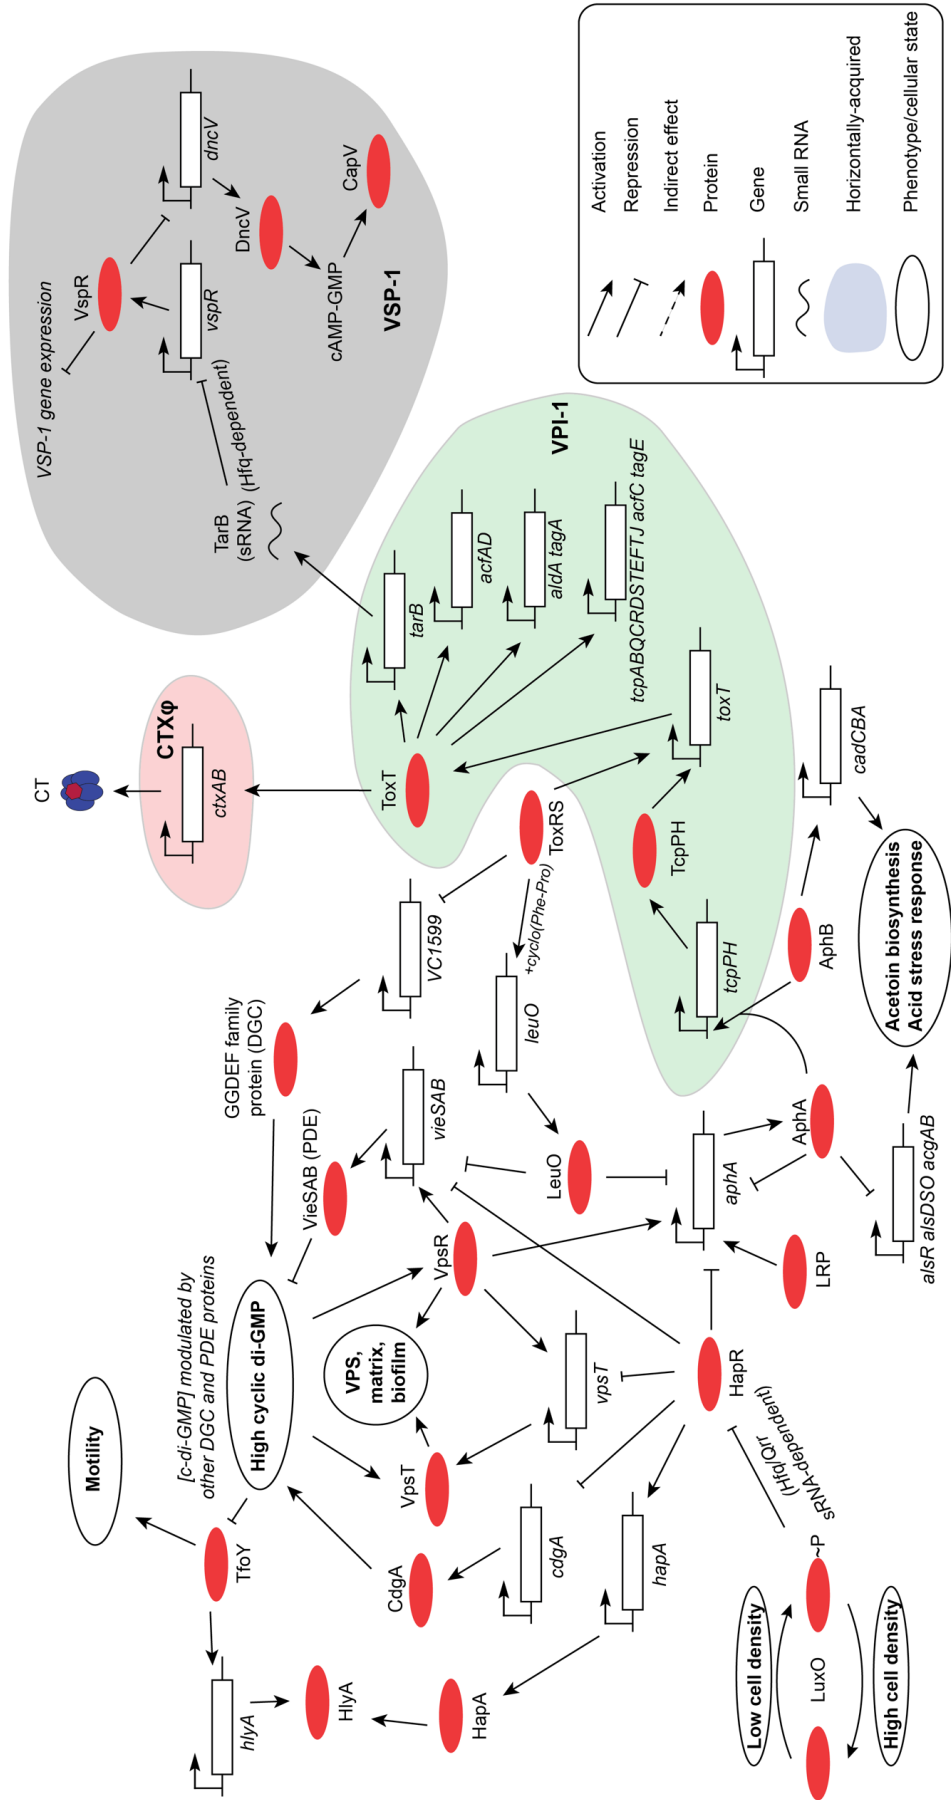 Motility
TfoY
hlyA
HlyA
HapA
[c-di-GMP] modulated by
other DGC and PDE proteins
High cyclic di-GMP
CdgA
cdgA
hapA
VpsT
VPS,
matrix,
biofilm
vpsT
VpsR
GGDEF family
protein (DGC)
VieSAB (PDE)
vieSAB
VC1599
leuO
+cyclo(Phe-Pro)
LeuO
ToxRS
CT
CTXφ
ctxAB
ToxT
tarB
acfAD
aldA tagA
tcpABQCRDSTEFTJ acfC tagE
VPI-1
toxT
TcpPH
tcpPH
TarB
(sRNA) (Hfq-dependent)
VSP-1 gene expression
VspR
vspR
dncV
DncV
cAMP-GMP
CapV
VSP-1
Low cell density
LuxO
~P
High cell density
(Hfq/Qrr
sRNA-dependent)
HapR
LRP
aphA
AphA
AphB
cadCBA
alsR alsDSO acgAB
Acetoin biosynthesis
Acid stress response
Activation
Repression
Indirect effect
Protein
Gene
Small RNA
Horizontally-acquired
Phenotype/cellular state